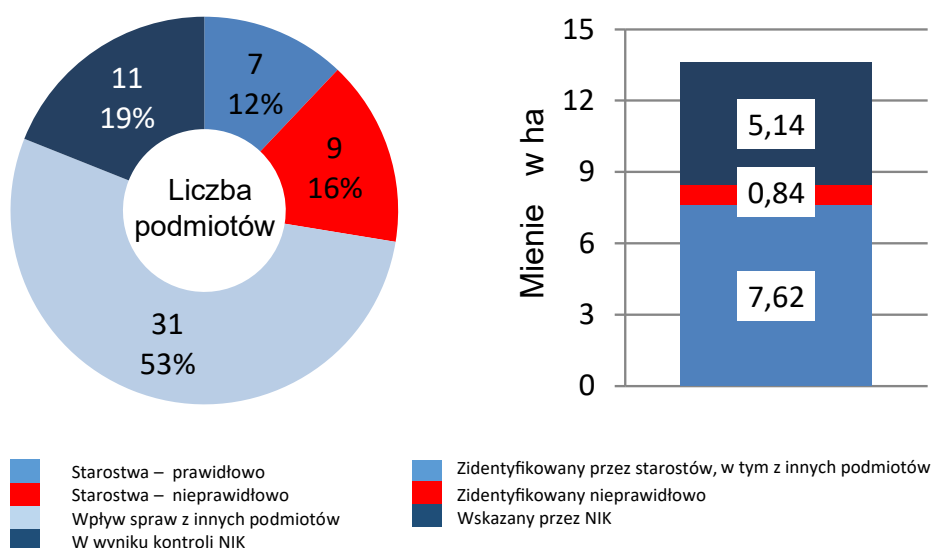 7
12%
9
16%
31
53%
11
19%
Liczba
podmiotów
Mienie w ha
15
12
9
6
3
0
5,14
0,84
7,62
Starostwa – prawidłowo
Starostwa – nieprawidłowo
Wpływ spraw z innych podmiotów
W wyniku kontroli NIK
Zidentyfikowany przez starostów, w tym z innych podmiotów
Zidentyfikowany nieprawidłowo
Wskazany przez NIK